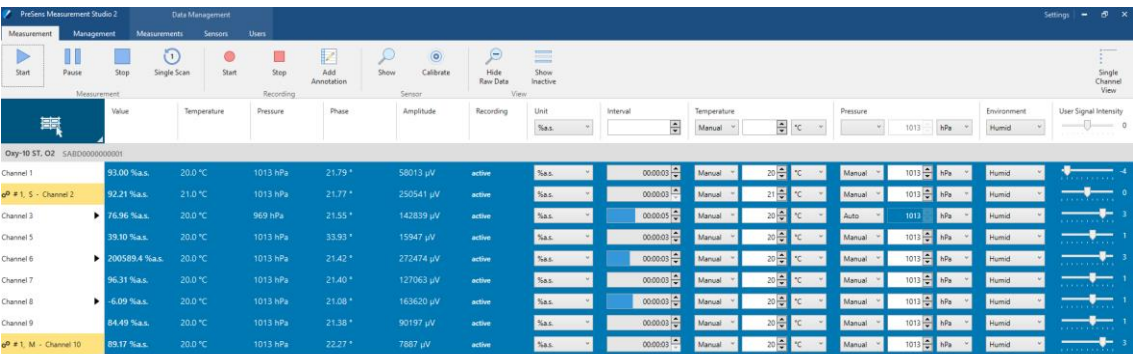 PreSens Measurement Studio 2 Data Management Settings
Measurement Management Measurements Sensors Users
Start Pause Stop Single Scan Start Stop Add Annotation Show Calibrate Hide Raw Data Show Inactive Single Channel View
Measurement Recording Sensor View
Value Temperature Pressure Phase Amplitude Recording Unit Interval Temperature Pressure Environment User Signal Intensity
%a.s. Manual °C 1013 hPa Humid 0
Oxy-10 ST. O2 SABD0000000001
Channel 1 93.00 %a.s. 20.0 °C 1013 hPa 21.79 ° 58013 µV active %a.s. 00:00:03 Manual 20 °C Manual 1013 hPa Humid -4
# 1, S - Channel 2 92.21 %a.s. 21.0 °C 1013 hPa 21.77 ° 250541 µV active %a.s. 00:00:03 Manual 21 °C Manual 1013 hPa Humid 0
Channel 3 76.96 %a.s. 20.0 °C 969 hPa 21.55 ° 142839 µV active %a.s. 00:00:05 Manual 20 °C Auto 1013 hPa Humid 3
Channel 5 39.10 %a.s. 20.0 °C 1013 hPa 33.93 ° 15947 µV active %a.s. 00:00:03 Manual 20 °C Manual 1013 hPa Humid 1
Channel 6 200589.4 %a.s. 20.0 °C 1013 hPa 21.42 ° 272474 µV active %a.s. 00:00:03 Manual 20 °C Manual 1013 hPa Humid 3
Channel 7 96.31 %a.s. 20.0 °C 1013 hPa 21.40 ° 127063 µV active %a.s. 00:00:03 Manual 20 °C Manual 1013 hPa Humid 1
Channel 8 -6.09 %a.s. 20.0 °C 1013 hPa 21.08 ° 163620 µV active %a.s. 00:00:03 Manual 20 °C Manual 1013 hPa Humid 1
Channel 9 84.49 %a.s. 20.0 °C 1013 hPa 21.38 ° 90197 µV active %a.s. 00:00:03 Manual 20 °C Manual 1013 hPa Humid 1
# 1, M - Channel 10 89.17 %a.s. 20.0 °C 1013 hPa 22.27 ° 7887 µV active %a.s. 00:00:03 Manual 20 °C Manual 1013 hPa Humid 3